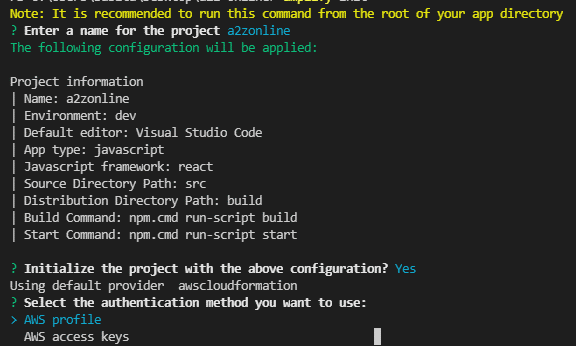 Note: It is recommended to run this command from the root of your app directory
? Enter a name for the project a2zonline
The following configuration will be applied:
Project information
| Name: a2zonline
| Environment: dev
| Default editor: Visual Studio Code
| App type: javascript
| Javascript framework: react
| Source Directory Path: src
| Distribution Directory Path: build
| Build Command: npm.cmd run-script build
| Start Command: npm.cmd run-script start
? Initialize the project with the above configuration? Yes
Using default provider  awscloudformation
? Select the authentication method you want to use:
> AWS profile
  AWS access keys